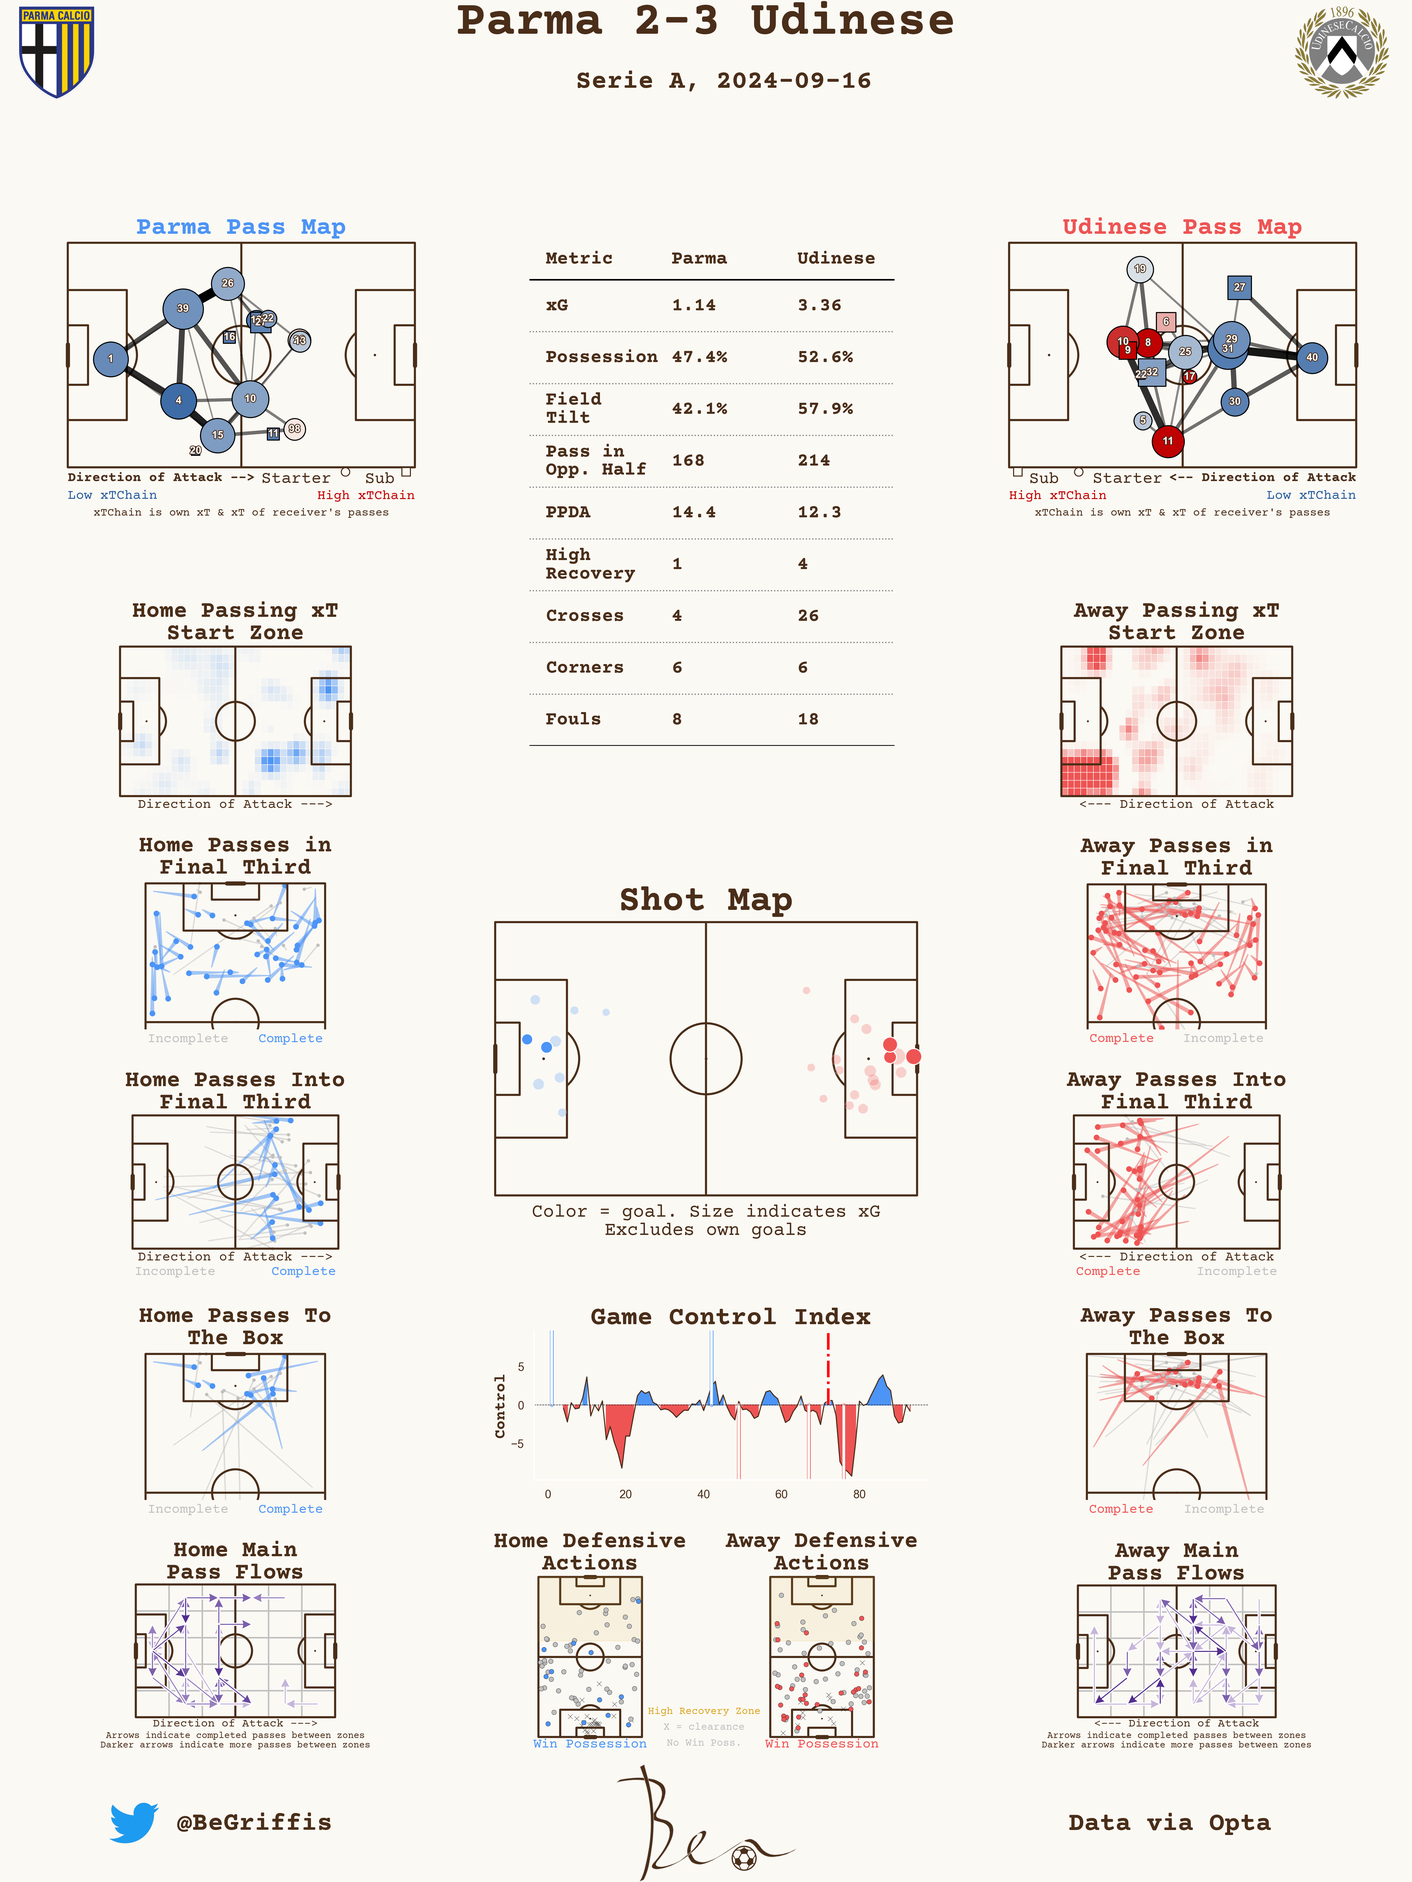 PARMA CALCIO
Parma 2-3 Udinese
1896
UDINESE CALCIO
Serie A, 2024-09-16
Parma Pass Map
26
39
22
27
16
13
1
4
10
15
11
98
20
Direction of Attack --> Starter Sub
Low xTChain High xTChain
xTChain is own xT & xT of receiver's passes
Metric Parma Udinese
xG 1.14 3.36
Possession 47.4% 52.6%
Field
Tilt 42.1% 57.9%
Pass in
Opp. Half 168 214
PPDA 14.4 12.3
High
Recovery 1 4
Crosses 4 26
Corners 6 6
Fouls 8 18
Udinese Pass Map
19
27
6
10
9
8
25
29
31
40
22
32
17
30
5
11
Sub Starter <-- Direction of Attack
High xTChain Low xTChain
xTChain is own xT & xT of receiver's passes
Home Passing xT
Start Zone
Direction of Attack --->
Away Passing xT
Start Zone
<--- Direction of Attack
Home Passes in
Final Third
Incomplete Complete
Away Passes in
Final Third
Complete Incomplete
Shot Map
Color = goal. Size indicates xG
Excludes own goals
Home Passes Into
Final Third
Direction of Attack --->
Incomplete Complete
Away Passes Into
Final Third
<--- Direction of Attack
Complete Incomplete
Home Passes To
The Box
Incomplete Complete
Game Control Index
Control
5
0
−5
0 20 40 60 80
Away Passes To
The Box
Complete Incomplete
Home Main
Pass Flows
Direction of Attack --->
Arrows indicate completed passes between zones
Darker arrows indicate more passes between zones
Home Defensive
Actions
Win Possession
High Recovery Zone
X = clearance
No Win Poss.
Away Defensive
Actions
Win Possession
Away Main
Pass Flows
<--- Direction of Attack
Arrows indicate completed passes between zones
Darker arrows indicate more passes between zones
@BeGriffis
Ben
Data via Opta